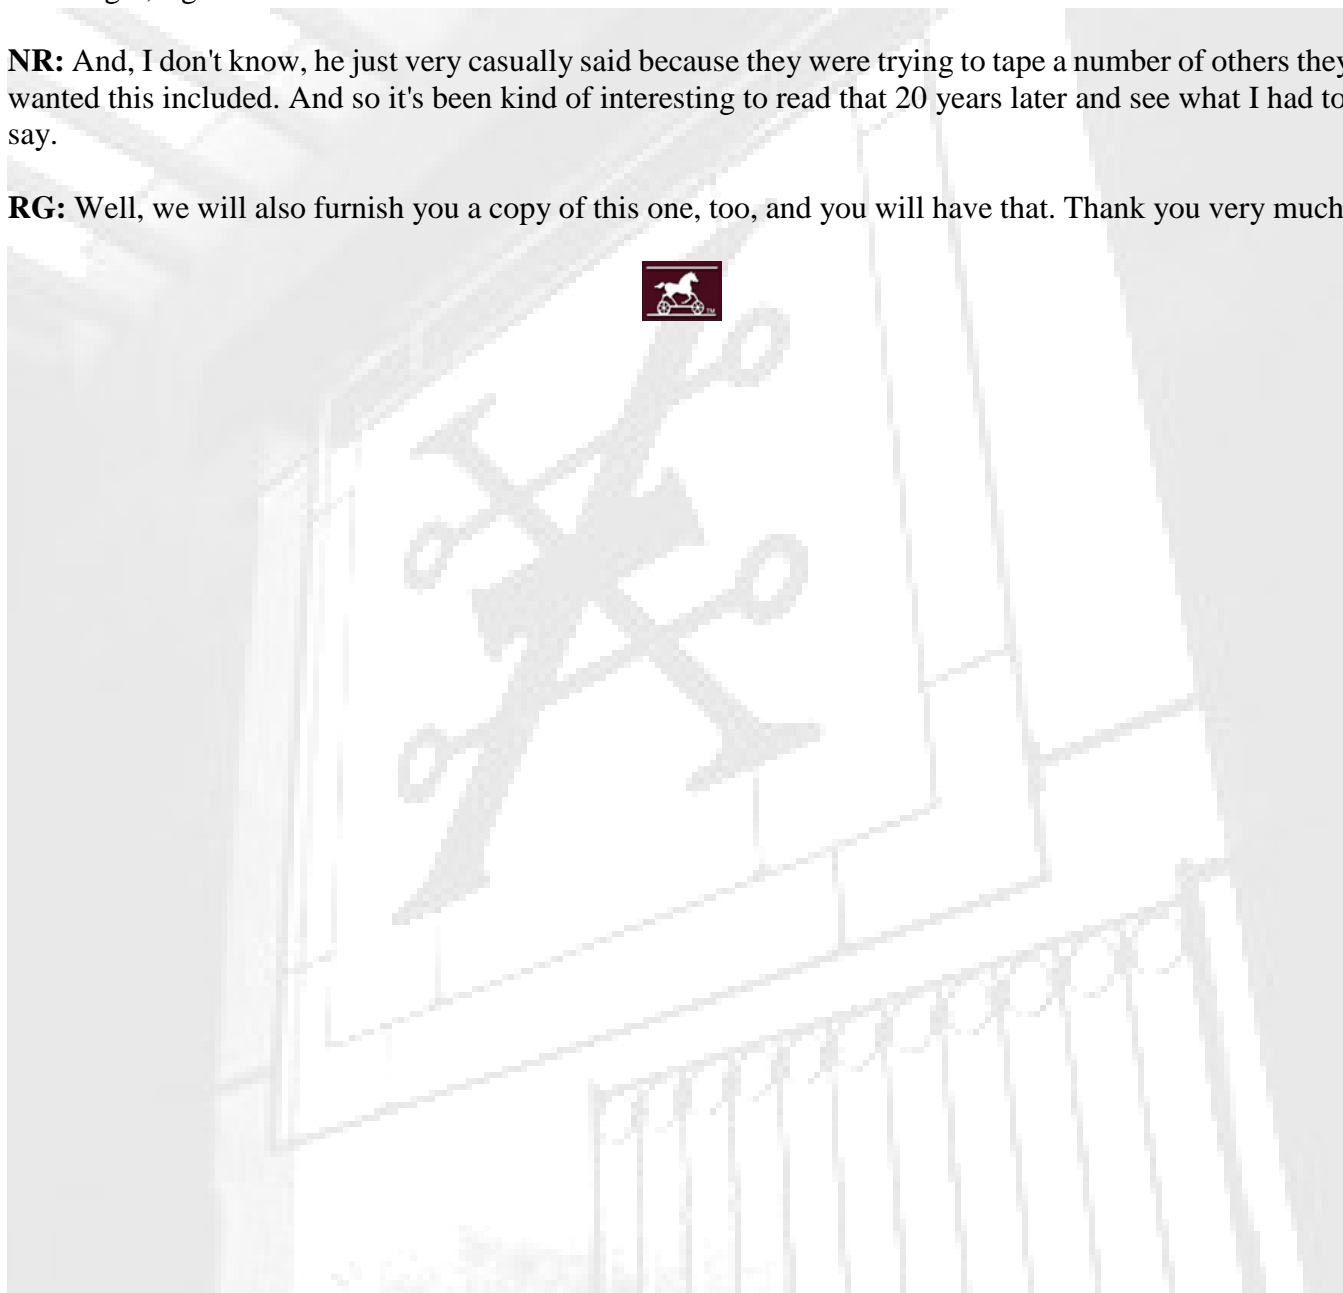 NR: And, I don't know, he just very casually said because they were trying to tape a number of others they
wanted this included. And so it's been kind of interesting to read that 20 years later and see what I had to
say.
RG: Well, we will also furnish you a copy of this one, too, and you will have that. Thank you very much
TM